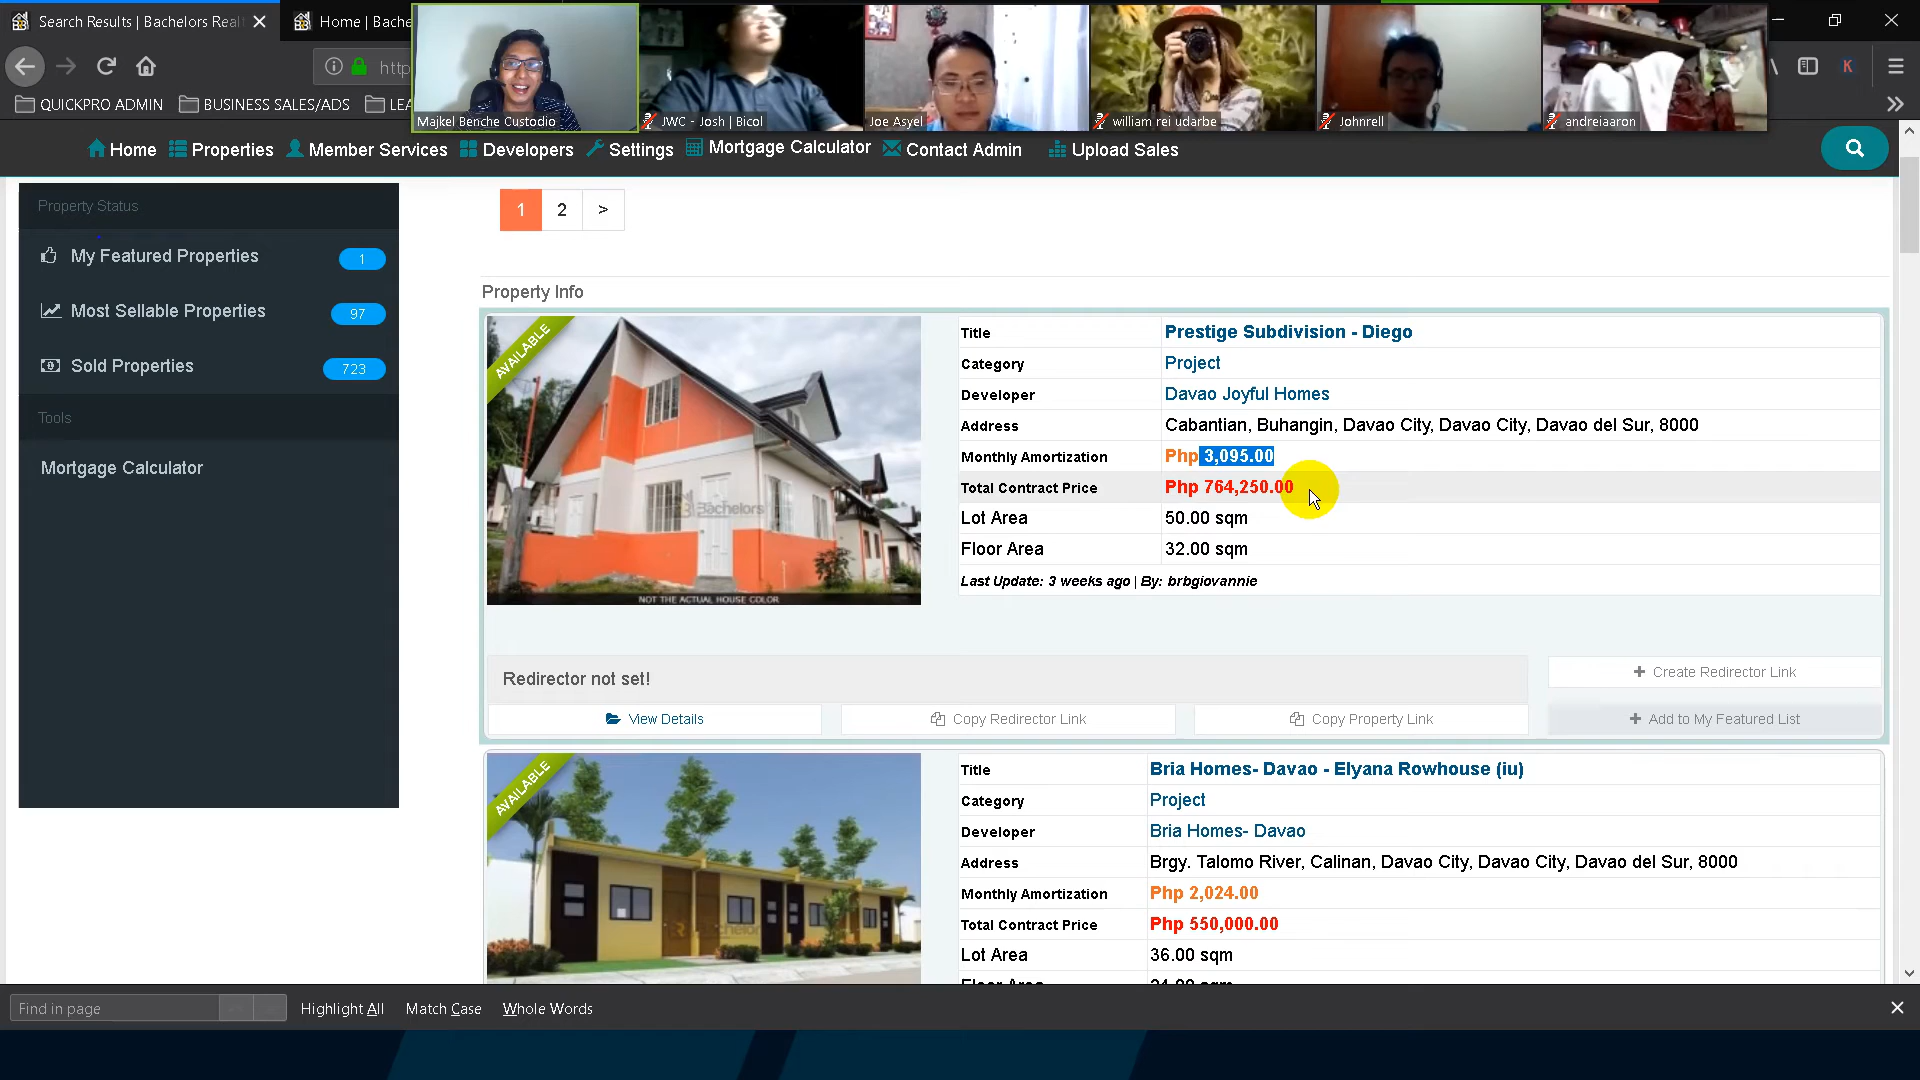 Search Results | Bachelors Real
Home | Bache
http
QUICKPRO ADMIN
BUSINESS SALES/ADS
LEA
Majkel Benche Custodio
JWC - Josh | Bicol
Joe Asyel
william rei udarbe
Johnrell
andreiaaron
Home
Properties
Member Services
Developers
Settings
Mortgage Calculator
Contact Admin
Upload Sales
Property Status
My Featured Properties 1
Most Sellable Properties 97
Sold Properties 723
Tools
Mortgage Calculator
1 2 >
Property Info
AVAILABLE
Bachelors
NOT THE ACTUAL HOUSE COLOR
Title Prestige Subdivision - Diego
Category Project
Developer Davao Joyful Homes
Address Cabantian, Buhangin, Davao City, Davao City, Davao del Sur, 8000
Monthly Amortization Php 3,095.00
Total Contract Price Php 764,250.00
Lot Area 50.00 sqm
Floor Area 32.00 sqm
Last Update: 3 weeks ago | By: brbgiovannie
Redirector not set!
Create Redirector Link
View Details
Copy Redirector Link
Copy Property Link
Add to My Featured List
AVAILABLE
Bachelor
Title Bria Homes- Davao - Elyana Rowhouse (iu)
Category Project
Developer Bria Homes- Davao
Address Brgy. Talomo River, Calinan, Davao City, Davao City, Davao del Sur, 8000
Monthly Amortization Php 2,024.00
Total Contract Price Php 550,000.00
Lot Area 36.00 sqm
Floor Area 24.00 sqm
Find in page
Highlight All
Match Case
Whole Words